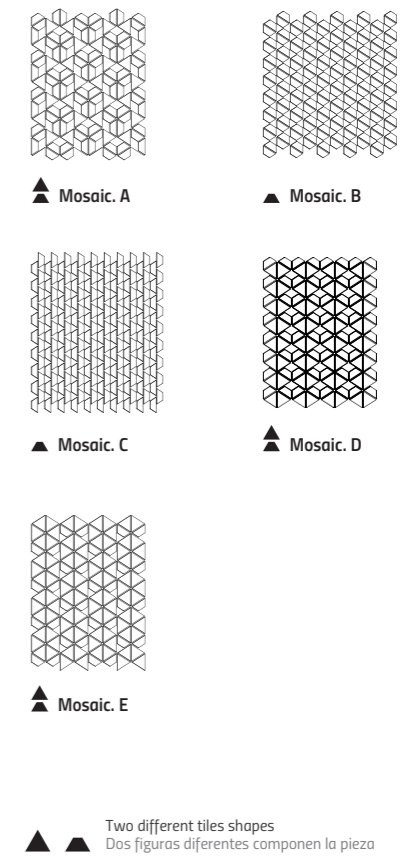 Mosaic. A
Mosaic. B
Mosaic. C
Mosaic. D
Mosaic. E
Two different tiles shapes
Dos figuras diferentes componen la pieza